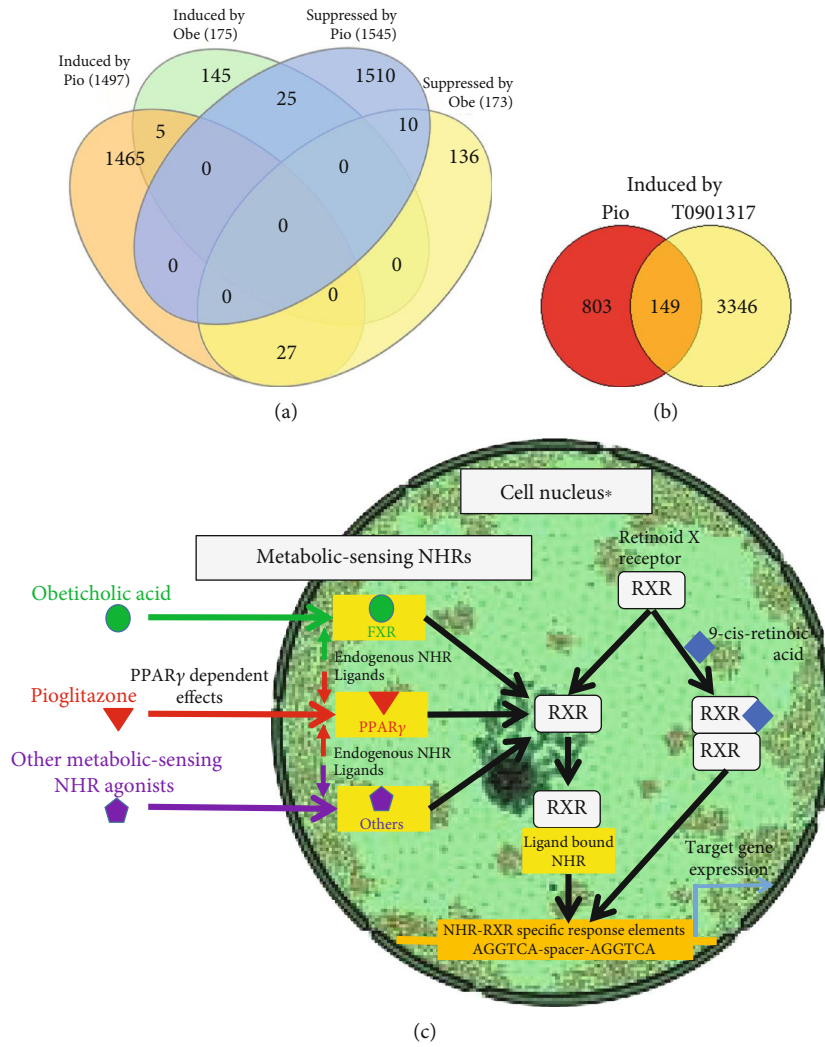 Induced by
Obe (175)
Suppressed by
Pio (1545)
Induced by
Pio (1497)
Suppressed by
Obe (173)
145
1510
25
5
10
1465
136
0
0
0
0
0
0
0
27
(a)
Induced by
Pio
T0901317
803
149
3346
(b)
Cell nucleus*
Metabolic-sensing NHRs
Retinoid X
receptor
RXR
Obeticholic acid
FXR
9-cis-retinoic
acid
Endogenous NHR
Ligands
PPARγ dependent
effects
Pioglitazone
PPARγ
RXR
RXR
RXR
Endogenous NHR
Ligands
Other metabolic-sensing
NHR agonists
Others
RXR
Ligand bound
NHR
Target gene
expression
NHR-RXR specific response elements
AGGTCA-spacer-AGGTCA
(c)